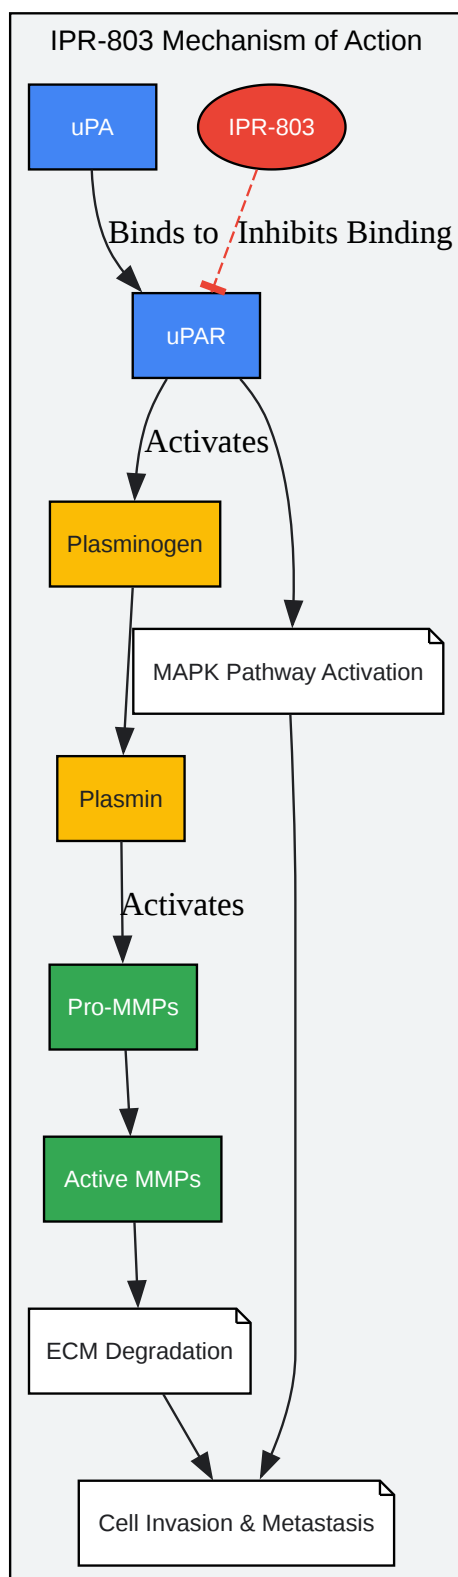 IPR-803 Mechanism of Action
uPA
IPR-803
Binds to
Inhibits Binding
uPAR
Activates
Plasminogen
MAPK Pathway Activation
Plasmin
Activates
Pro-MMPs
Active MMPs
ECM Degradation
Cell Invasion & Metastasis